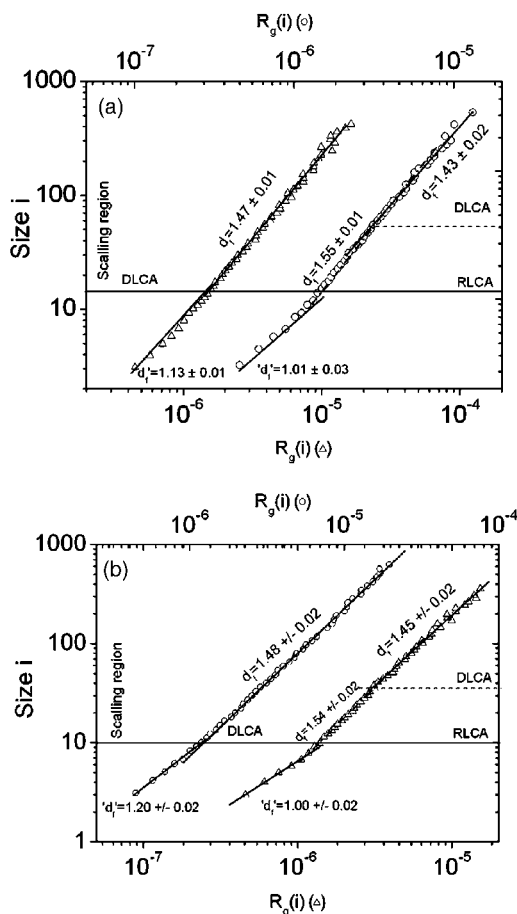 R_g(i) (○)
10^-7 10^-6 10^-5
1000
(a)
d_f=1.47 ± 0.01
d_f=1.43 ± 0.02
100
Size i
Scalling region
DLCA
d_f=1.55 ± 0.01
DLCA
RLCA
10
'd_f'=1.13 ± 0.01
'd_f'=1.01 ± 0.03
10^-6 10^-5 10^-4
R_g(i) (△)
R_g(i) (○)
10^-6 10^-5 10^-4
1000
(b)
d_f=1.48 +/- 0.02
d_f=1.45 +/- 0.02
100
Size i
Scalling region
DLCA
d_f=1.54 +/- 0.02
DLCA
RLCA
10
'd_f'=1.20 +/- 0.02
'd_f'=1.00 +/- 0.02
1
10^-7 10^-6 10^-5
R_g(i) (△)